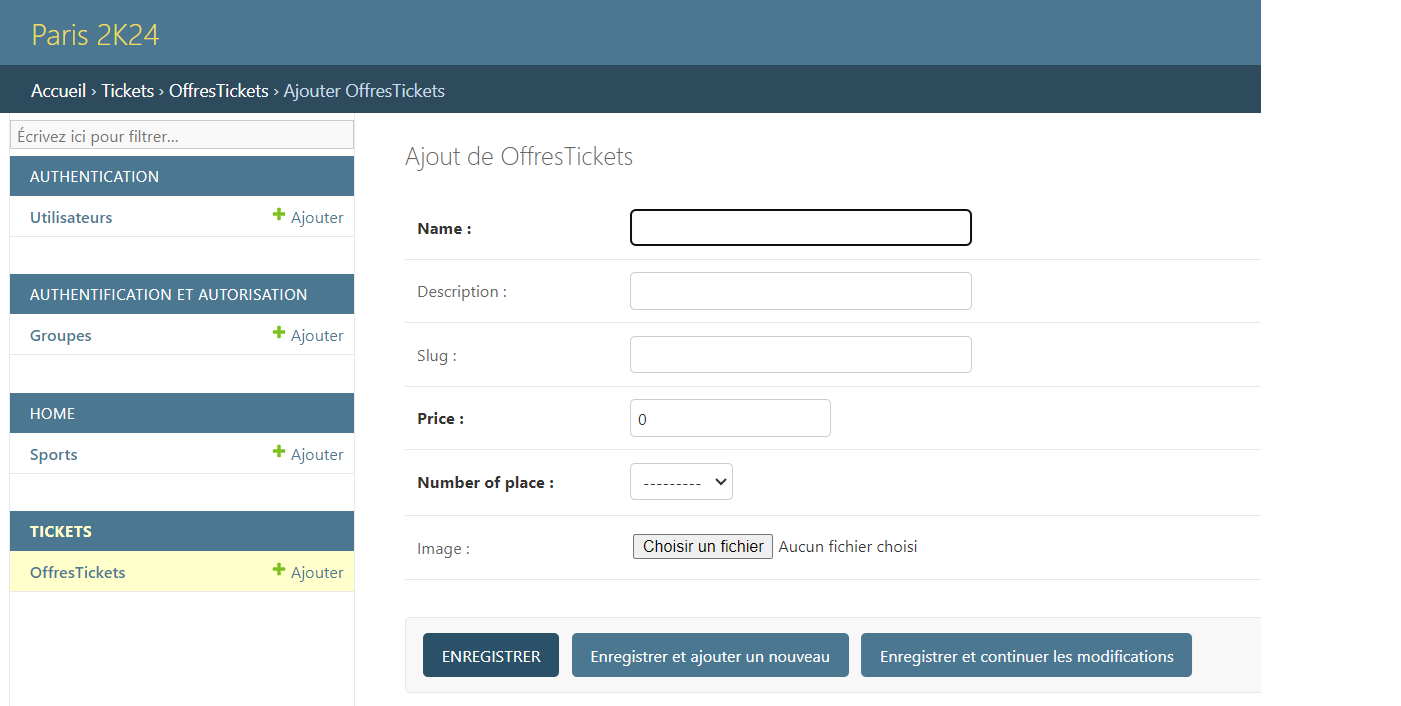 Paris 2K24
Accueil › Tickets › OffresTickets › Ajouter OffresTickets
Écrivez ici pour filtrer...
AUTHENTICATION
Utilisateurs Ajouter
AUTHENTIFICATION ET AUTORISATION
Groupes Ajouter
HOME
Sports Ajouter
TICKETS
OffresTickets Ajouter
Ajout de OffresTickets
Name :
Description :
Slug :
Price : 0
Number of place : ---------
Image : Choisir un fichier Aucun fichier choisi
ENREGISTRER Enregistrer et ajouter un nouveau Enregistrer et continuer les modifications